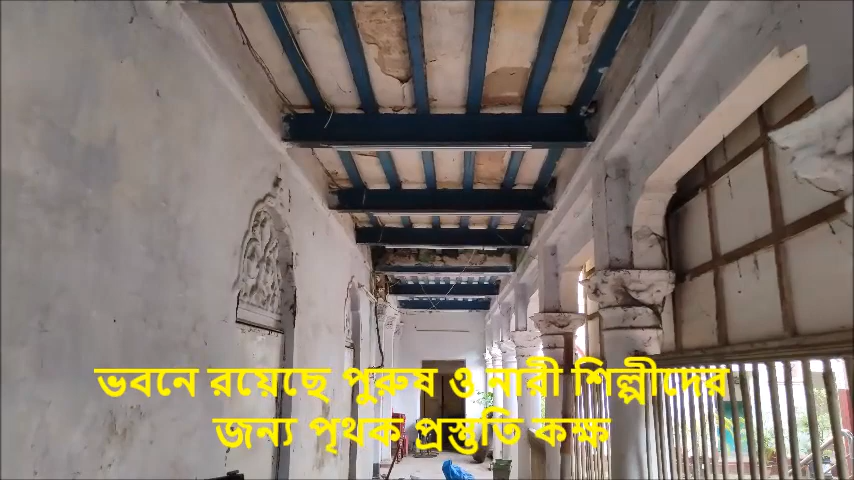 ভবনে রয়েছে পুরুষ ও নারী শিল্পীদের
জন্য পৃথক প্রস্তুতি কক্ষ